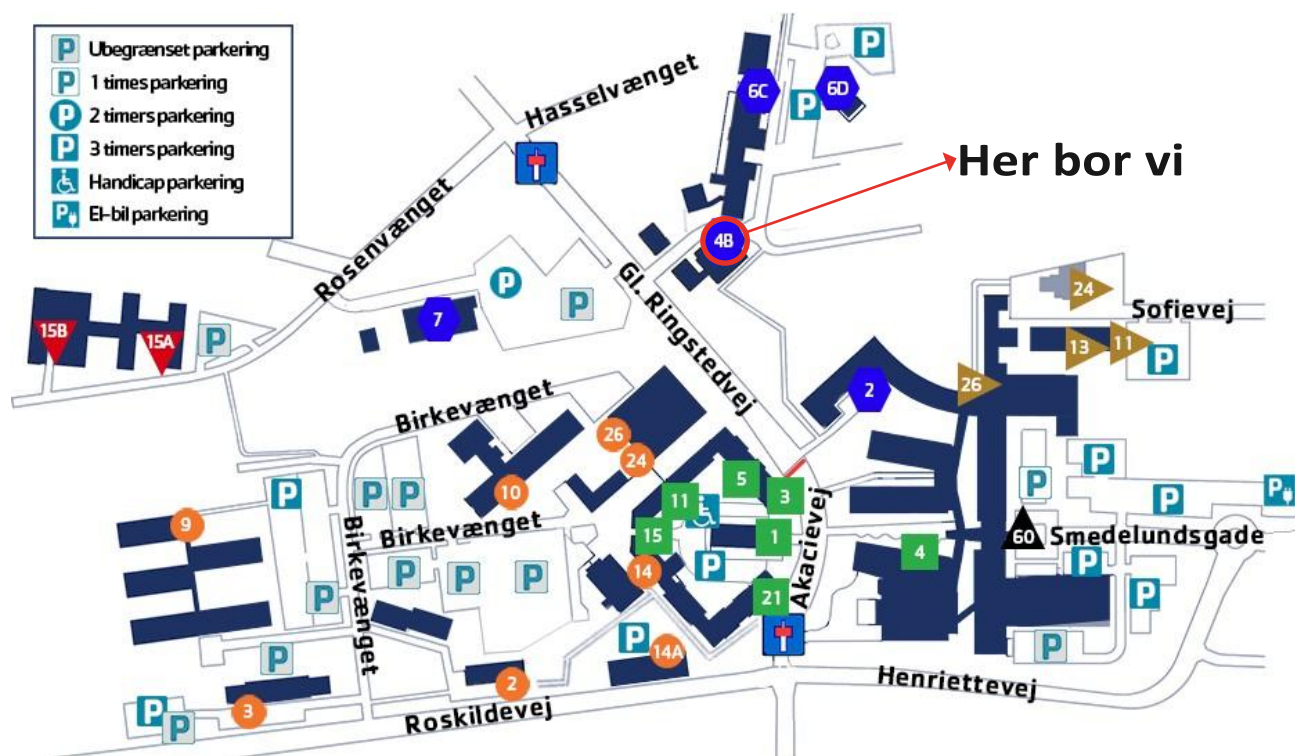 P Ubegrænset parkering
P 1 times parkering
P 2 timers parkering
P 3 timers parkering
Handicap parkering
P El-bil parkering
Hasselvænget
P
6C
6D
P
Her bor vi
Rosenvænget
4B
Gl. Ringstedvej
P
P
24
Sofievej
7
15B
15A
P
13
11
P
26
2
Birkevænget
26
24
P
5
P
P
P
10
11
3
P
P
P
9
Birkevænget
15
1
Akacievej
4
60
Smedelundsgade
Birkevænget
P
P
P
14
P
P
P
P
21
P
14A
P
P
2
Henriettevej
3
P
P
Roskildevej